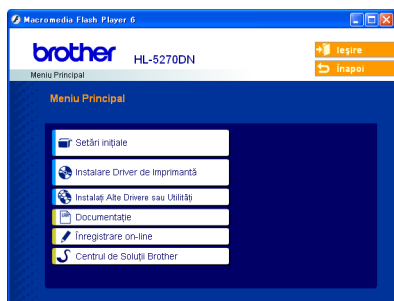 Macromedia Flash Player 6
brother
HL-5270DN
Ieşire
Înapoi
Meniu Principal
Meniu Principal
Setări iniţiale
Instalare Driver de Imprimantă
Instalaţi Alte Drivere sau Utilităţi
Documentaţie
Înregistrare on-line
Centrul de Soluţii Brother